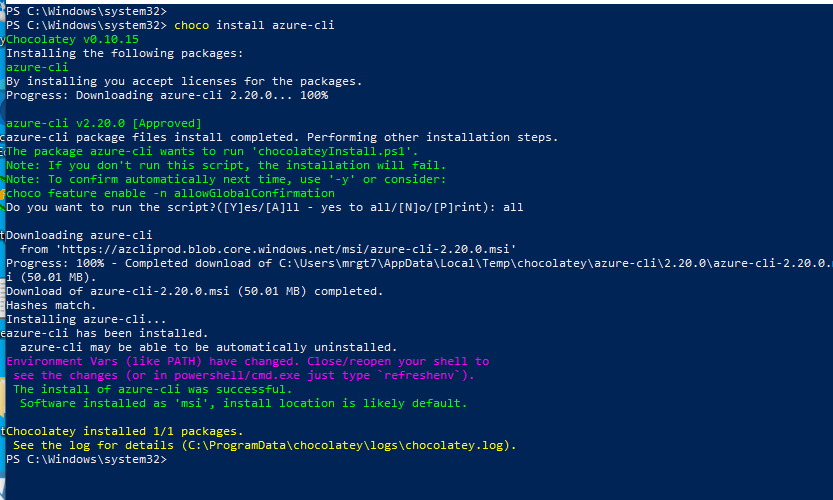 PS C:\Windows\system32>
PS C:\Windows\system32> choco install azure-cli
Chocolatey v0.10.15
Installing the following packages:
azure-cli
By installing you accept licenses for the packages.
Progress: Downloading azure-cli 2.20.0... 100%
azure-cli v2.20.0 [Approved]
azure-cli package files install completed. Performing other installation steps.
The package azure-cli wants to run 'chocolateyInstall.ps1'.
Note: If you don't run this script, the installation will fail.
Note: To confirm automatically next time, use '-y' or consider:
choco feature enable -n allowGlobalConfirmation
Do you want to run the script?([Y]es/[A]ll - yes to all/[N]o/[P]rint): all
Downloading azure-cli
  from 'https://azcliprod.blob.core.windows.net/msi/azure-cli-2.20.0.msi'
Progress: 100% - Completed download of C:\Users\mrgt7\AppData\Local\Temp\chocolatey\azure-cli\2.20.0\azure-cli-2.20.0.m
i (50.01 MB).
Download of azure-cli-2.20.0.msi (50.01 MB) completed.
Hashes match.
Installing azure-cli...
azure-cli has been installed.
  azure-cli may be able to be automatically uninstalled.
Environment Vars (like PATH) have changed. Close/reopen your shell to
 see the changes (or in powershell/cmd.exe just type `refreshenv`).
 The install of azure-cli was successful.
  Software installed as 'msi', install location is likely default.
Chocolatey installed 1/1 packages.
 See the log for details (C:\ProgramData\chocolatey\logs\chocolatey.log).
PS C:\Windows\system32>